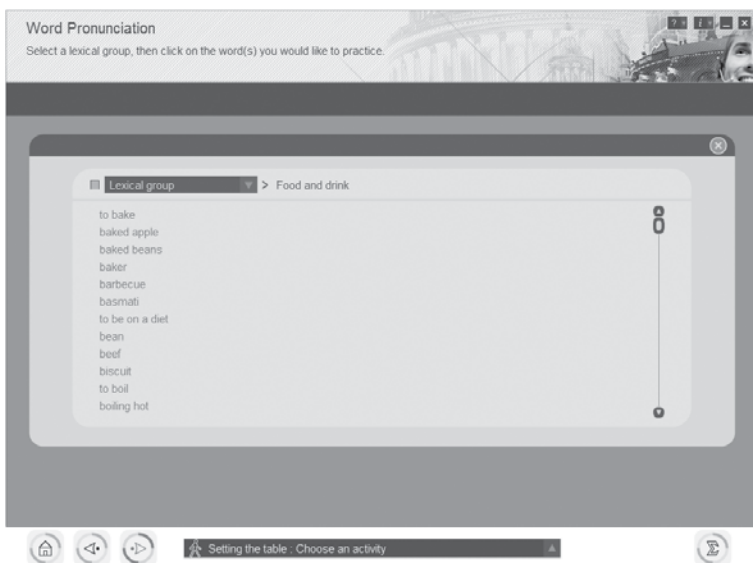 Word Pronunciation
Select a lexical group, then click on the word(s) you would like to practice.
? i
Lexical group > Food and drink
to bake
baked apple
baked beans
baker
barbecue
basmati
to be on a diet
bean
beef
biscuit
to boil
boiling hot
Setting the table : Choose an activity